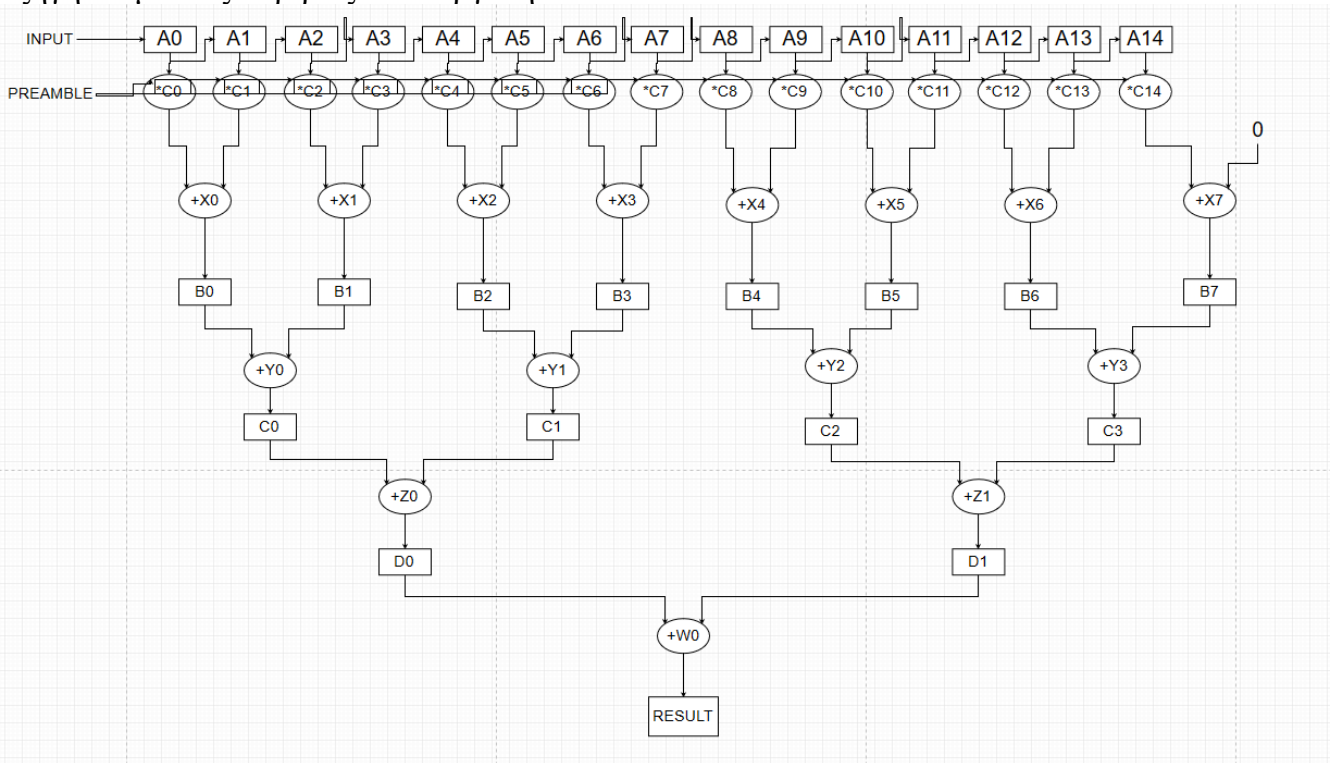 INPUT A0 A1 A2 A3 A4 A5 A6 A7 A8 A9 A10 A11 A12 A13 A14
PREAMBLE *C0 *C1 *C2 *C3 *C4 *C5 *C6 *C7 *C8 *C9 *C10 *C11 *C12 *C13 *C14
0
+X0 +X1 +X2 +X3 +X4 +X5 +X6 +X7
B0 B1 B2 B3 B4 B5 B6 B7
+Y0 +Y1 +Y2 +Y3
C0 C1 C2 C3
+Z0 +Z1
D0 D1
+W0
RESULT